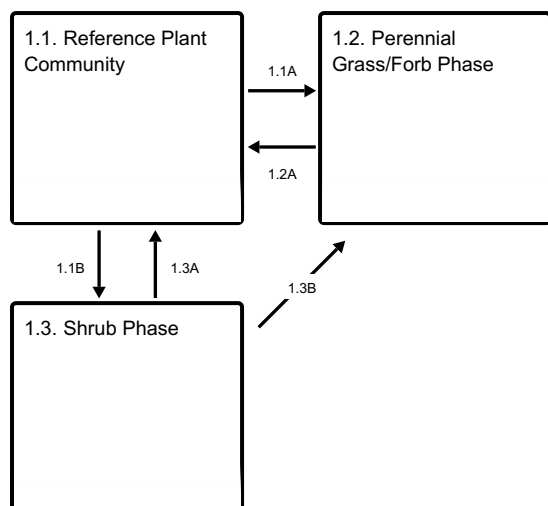 1.1. Reference Plant
Community
1.2. Perennial
Grass/Forb Phase
1.1A
1.2A
1.1B
1.3A
1.3B
1.3. Shrub Phase